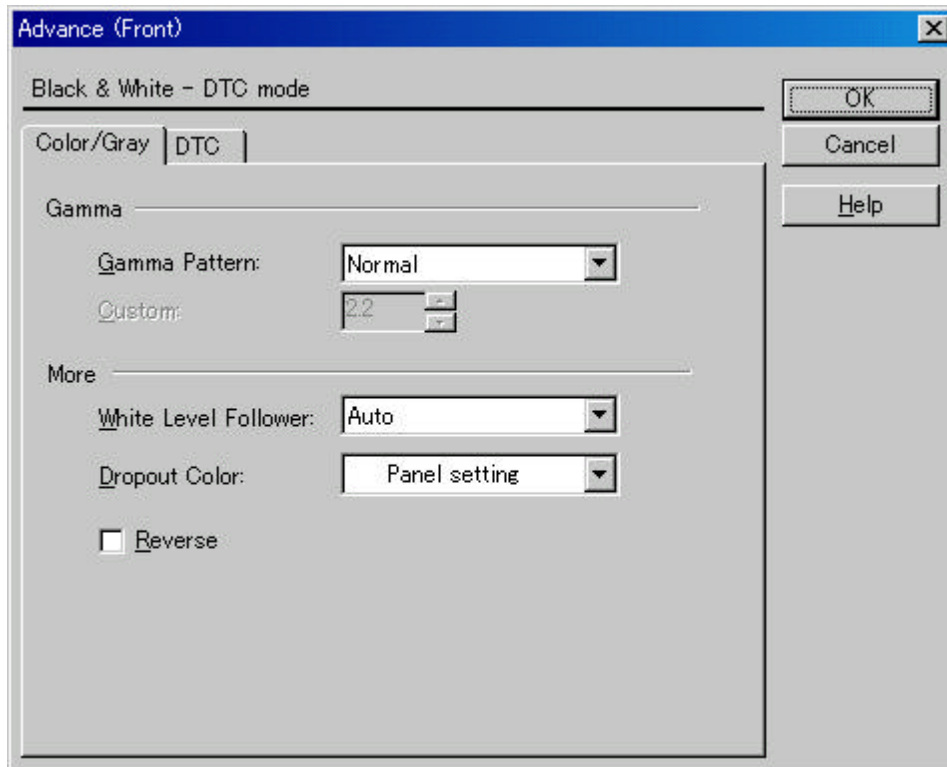 Advance (Front)
Black & White - DTC mode
OK
Color/Gray DTC
Cancel
Gamma
Help
Gamma Pattern: Normal
Custom: 2.2
More
White Level Follower: Auto
Dropout Color: Panel setting
Reverse